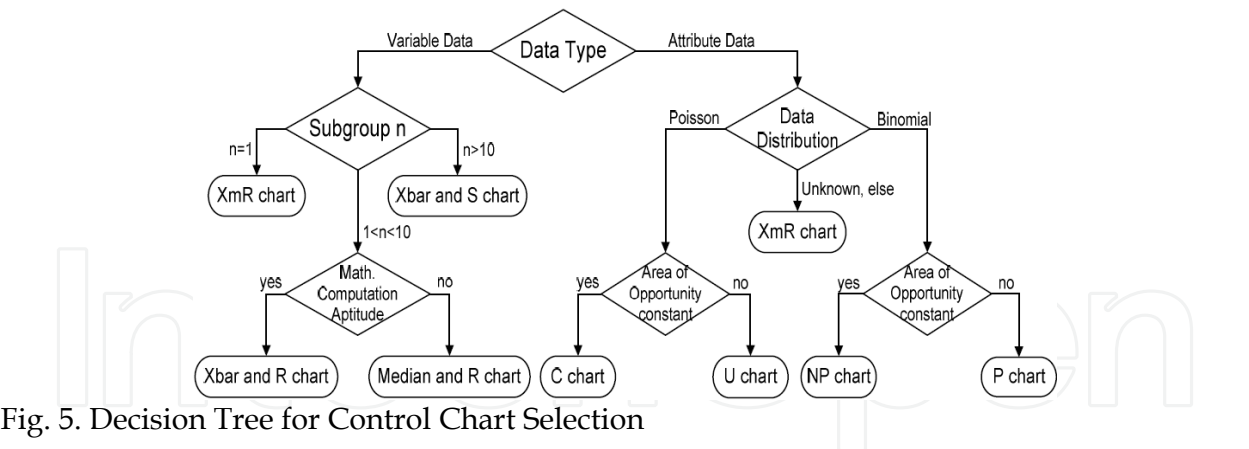 Variable Data
Data Type
Attribute Data
Subgroup n
n=1
n>10
XmR chart
Xbar and S chart
1<n<10
Math.
Computation
Aptitude
yes
no
Xbar and R chart
Median and R chart
Poisson
Data
Distribution
Binomial
Unknown, else
XmR chart
Area of
Opportunity
constant
yes
no
C chart
U chart
Area of
Opportunity
constant
yes
no
NP chart
P chart
Fig. 5. Decision Tree for Control Chart Selection